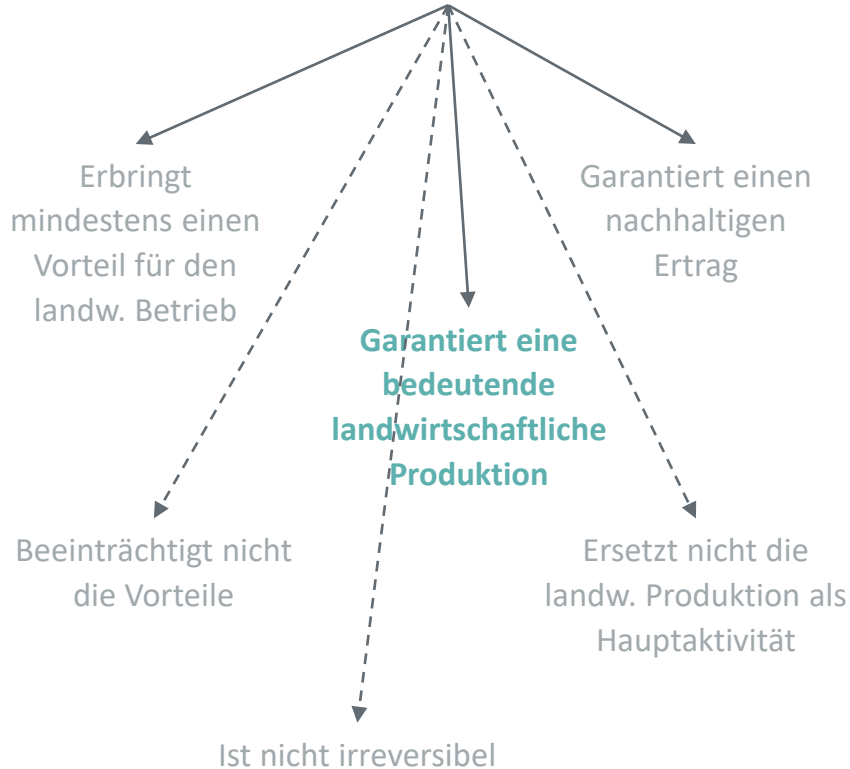 Erbringt
mindestens einen
Vorteil für den
landw. Betrieb
Garantiert einen
nachhaltigen
Ertrag
Garantiert eine
bedeutende
landwirtschaftliche
Produktion
Beeinträchtigt nicht
die Vorteile
Ersetzt nicht die
landw. Produktion als
Hauptaktivität
Ist nicht irreversibel